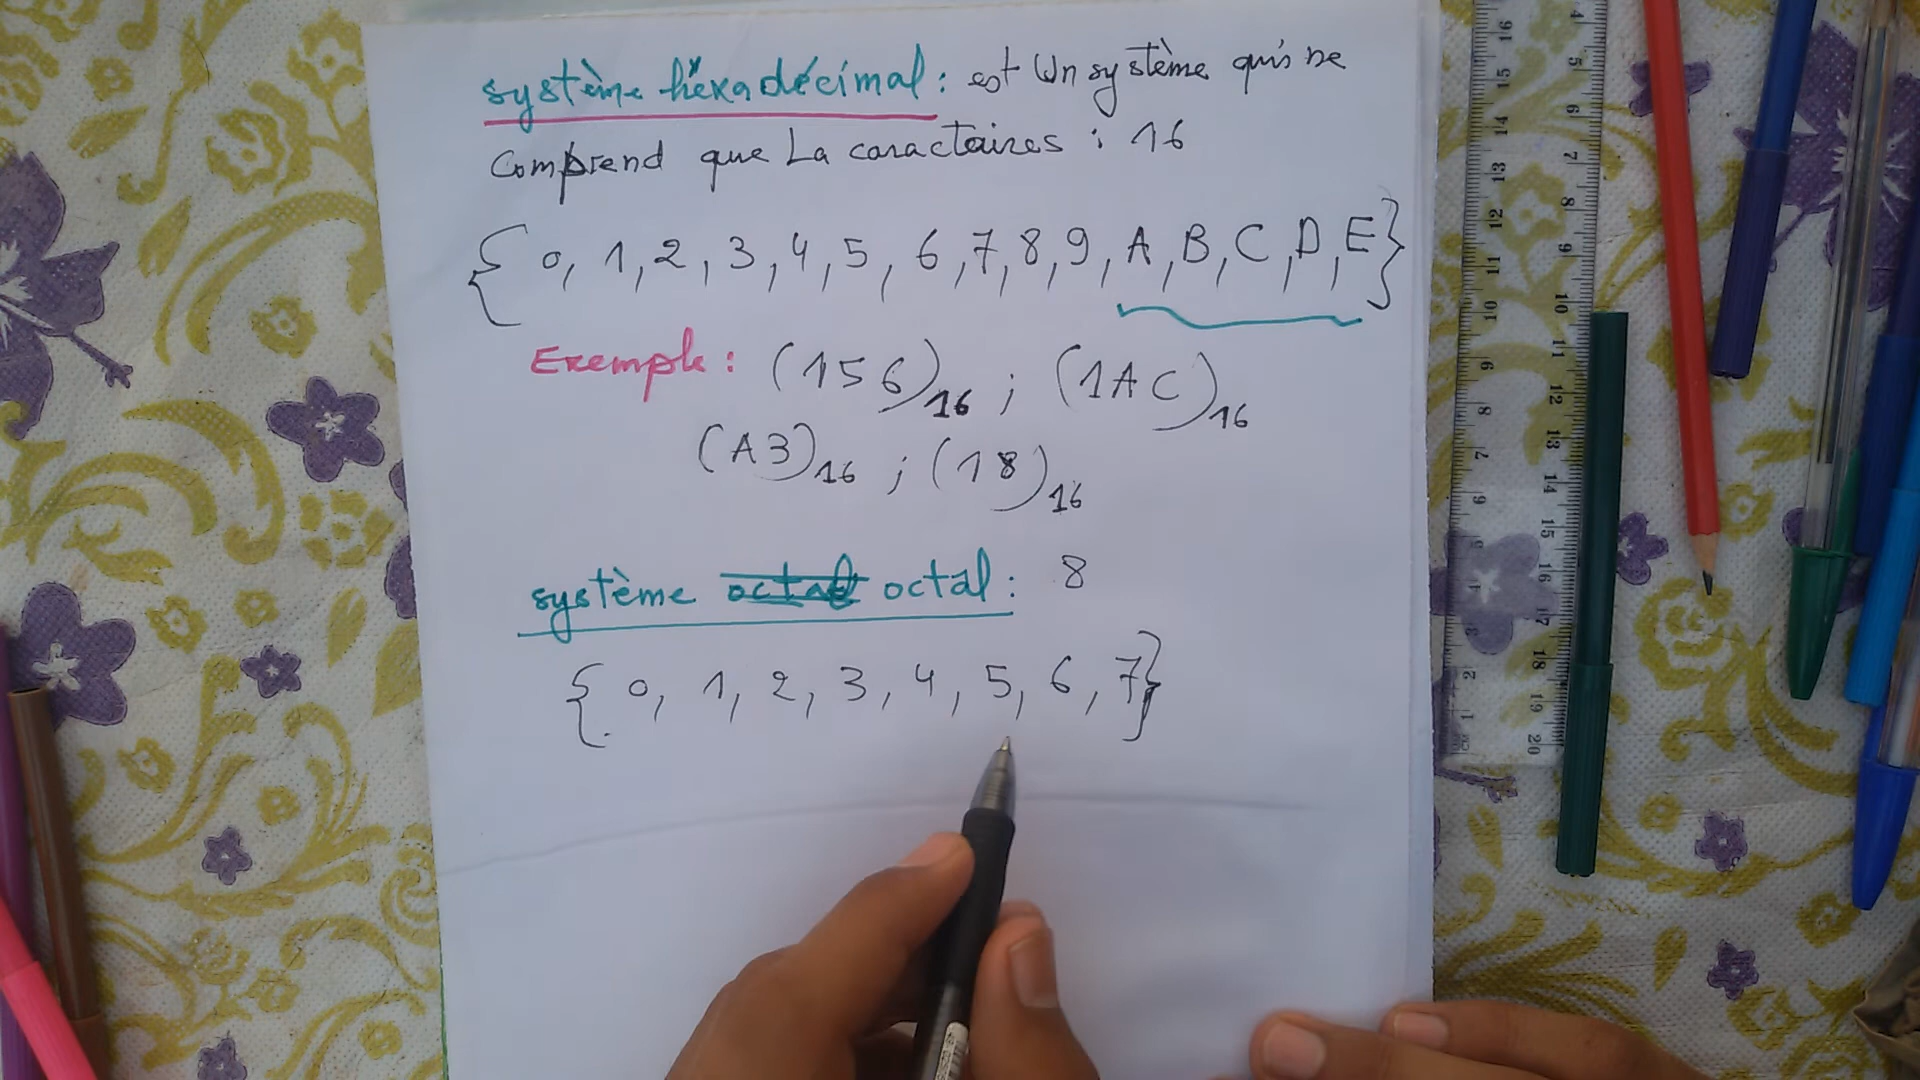 système héxadécimal : est Un système qui ne
Comprend que La caractaires : 16
{ 0, 1, 2, 3, 4, 5, 6, 7, 8, 9, A, B, C, D, E}
Exemple : (156)16 ; (1AC)16
(A3)16 ; (18)16
système octal octal : 8
{ 0, 1, 2, 3, 4, 5, 6, 7}